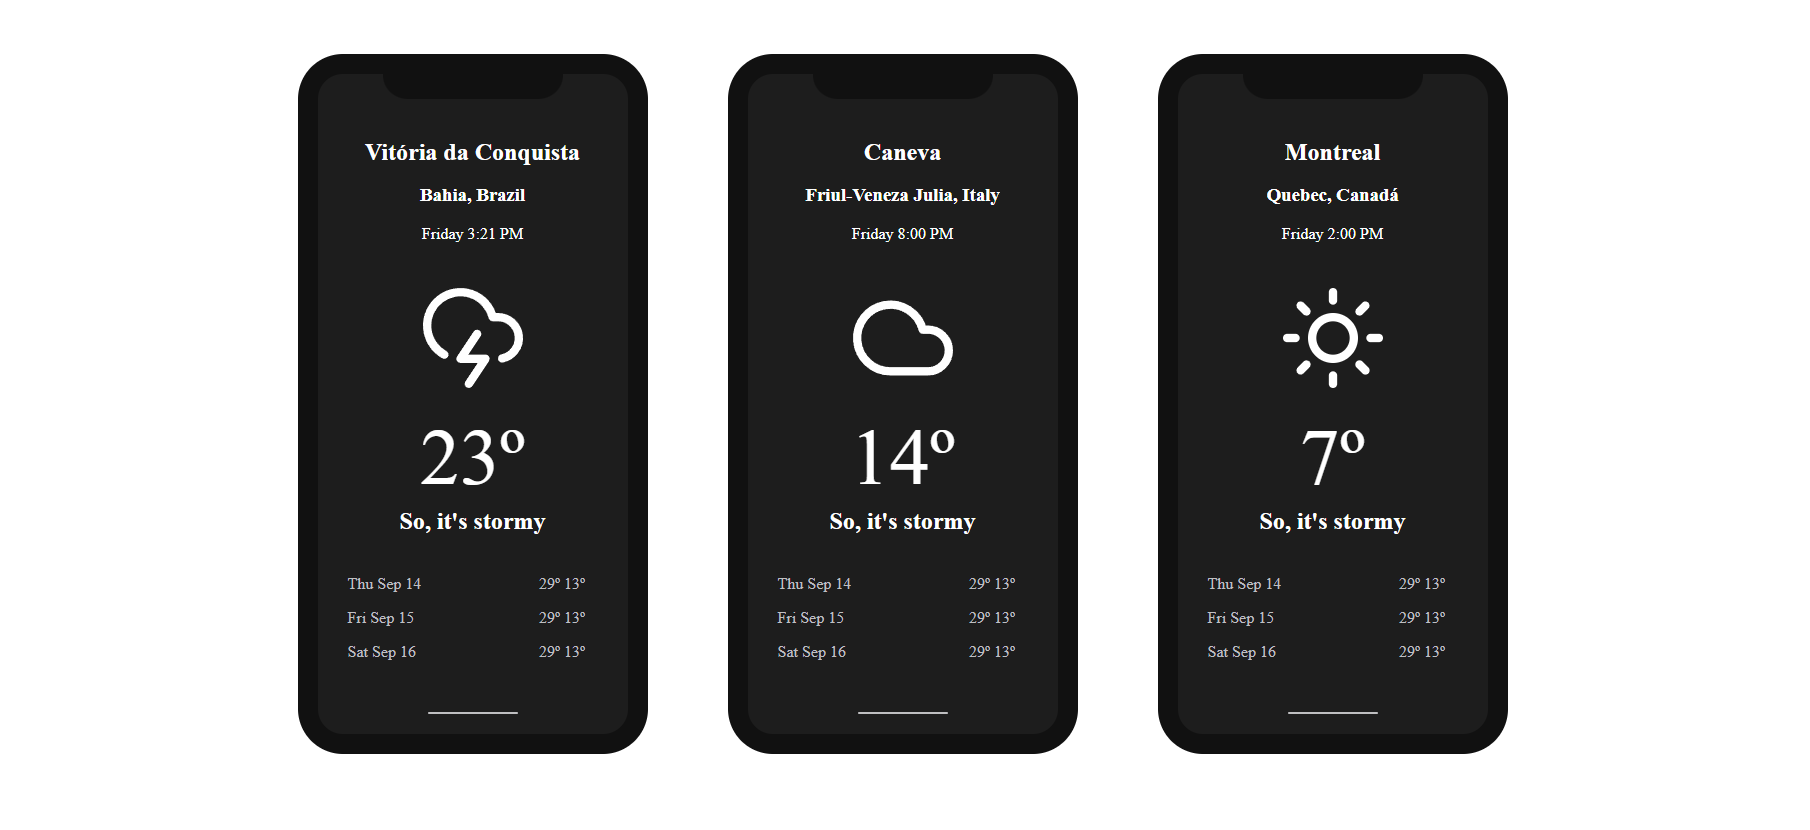 Vitória da Conquista
Bahia, Brazil
Friday 3:21 PM
23º
So, it's stormy
Thu Sep 14 29º 13º
Fri Sep 15 29º 13º
Sat Sep 16 29º 13º
Caneva
Friul-Veneza Julia, Italy
Friday 8:00 PM
14º
So, it's stormy
Thu Sep 14 29º 13º
Fri Sep 15 29º 13º
Sat Sep 16 29º 13º
Montreal
Quebec, Canadá
Friday 2:00 PM
7º
So, it's stormy
Thu Sep 14 29º 13º
Fri Sep 15 29º 13º
Sat Sep 16 29º 13º